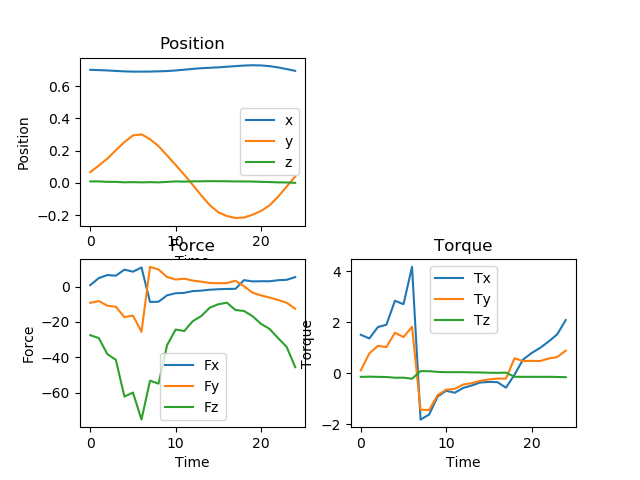 Position
Position
0.6
0.4
0.2
0.0
−0.2
x
y
z
0
10
20
Time
Force
Force
0
−20
−40
−60
Fx
Fy
Fz
0
10
20
Time
Torque
Torque
4
2
0
−2
Tx
Ty
Tz
0
10
20
Time